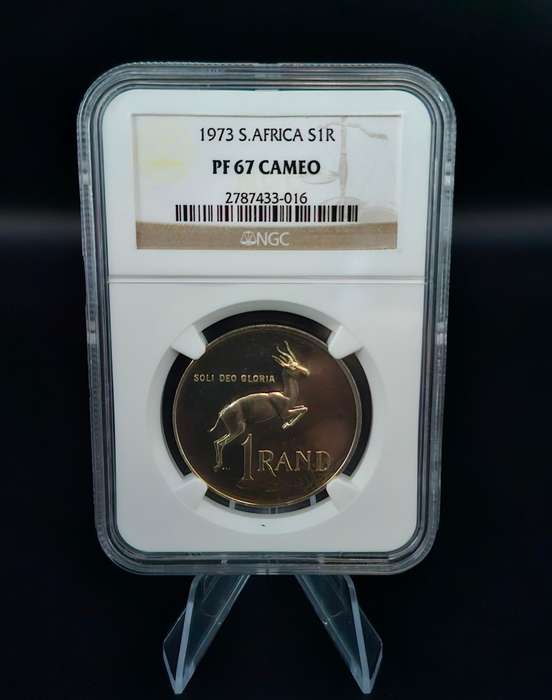 1973 S.AFRICA S1R
PF 67 CAMEO
2787433-016
NGC
SOLI DEO GLORIA
1 RAND